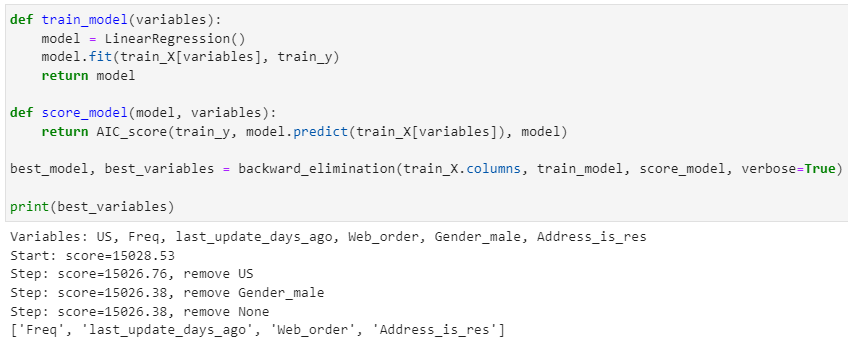 def train_model(variables):
    model = LinearRegression()
    model.fit(train_X[variables], train_y)
    return model
def score_model(model, variables):
    return AIC_score(train_y, model.predict(train_X[variables]), model)
best_model, best_variables = backward_elimination(train_X.columns, train_model, score_model, verbose=True)
print(best_variables)
Variables: US, Freq, last_update_days_ago, Web_order, Gender_male, Address_is_res
Start: score=15028.53
Step: score=15026.76, remove US
Step: score=15026.38, remove Gender_male
Step: score=15026.38, remove None
['Freq', 'last_update_days_ago', 'Web_order', 'Address_is_res']